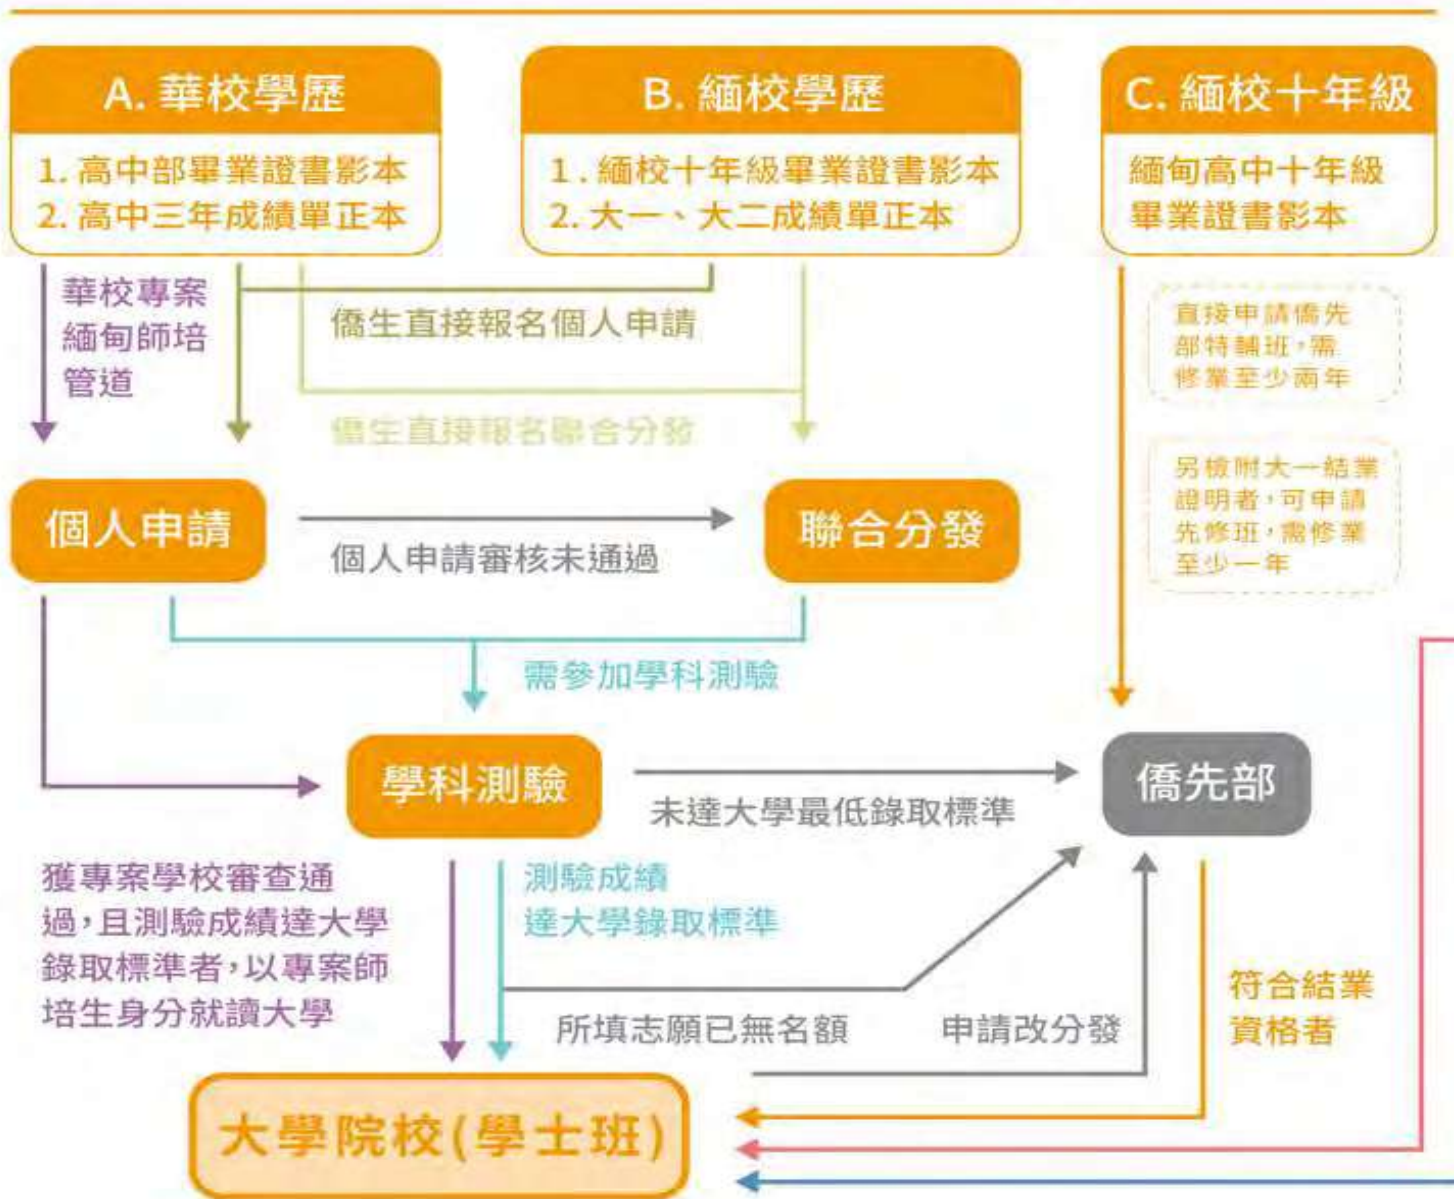 A. 華校學歷
1. 高中部畢業證書影本
2. 高中三年成績單正本
B. 緬校學歷
1. 緬校十年級畢業證書影本
2. 大一、大二成績單正本
C. 緬校十年級
緬甸高中十年級
畢業證書影本
華校專案
緬甸師培
管道
僑生直接報名個人申請
僑生直接報名聯合分發
直接申請僑先
部特輔班，需
修業至少兩年
另檢附大一結業
證明者，可申請
先修班，需修業
至少一年
個人申請
個人申請審核未通過
聯合分發
需參加學科測驗
學科測驗
未達大學最低錄取標準
僑先部
獲專案學校審查通
過，且測驗成績達大學
錄取標準者，以專案師
培生身分就讀大學
測驗成績
達大學錄取標準
所填志願已無名額
申請改分發
符合結業
資格者
大學院校(學士班)